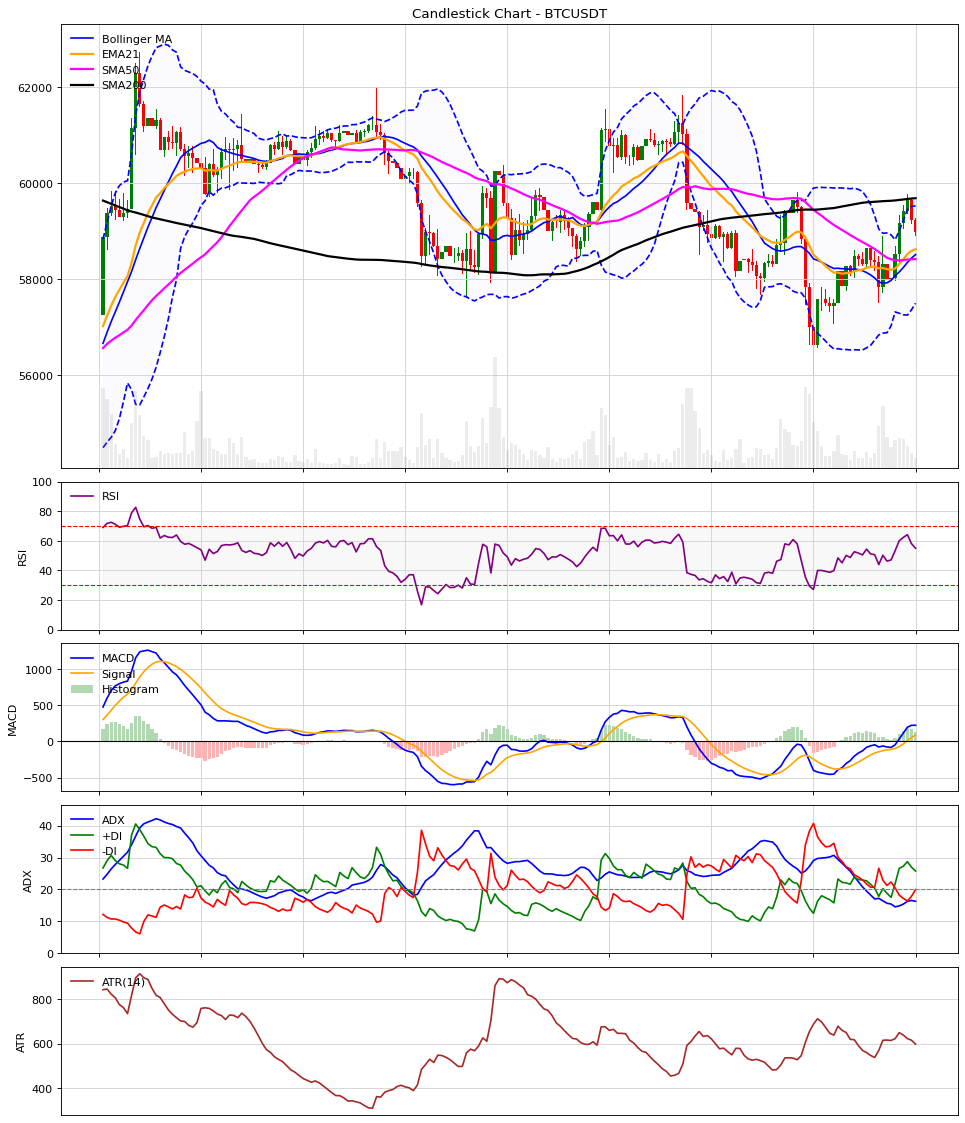 Candlestick Chart - BTCUSDT
Bollinger MA
EMA21
SMA50
SMA200
62000
60000
58000
56000
RSI
100
80
60
40
20
0
RSI
MACD
Signal
Histogram
1000
500
0
−500
MACD
ADX
+DI
-DI
40
30
20
10
0
ADX
ATR(14)
800
600
400
ATR